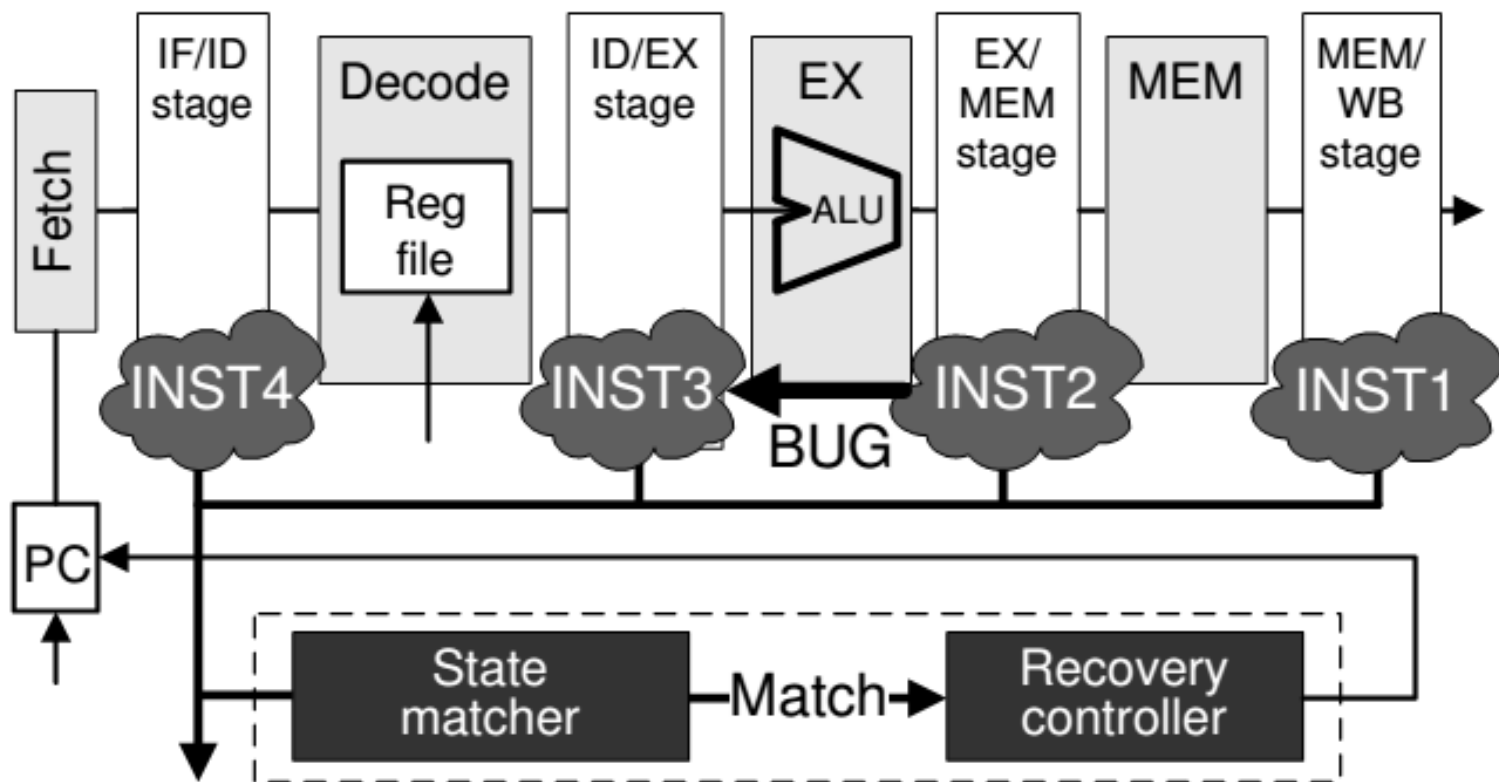 IF/ID
stage
Decode
ID/EX
stage
EX
EX/
MEM
stage
MEM
MEM/
WB
stage
Fetch
Reg
file
ALU
INST4
INST3
BUG
INST2
INST1
PC
State
matcher
Match
Recovery
controller